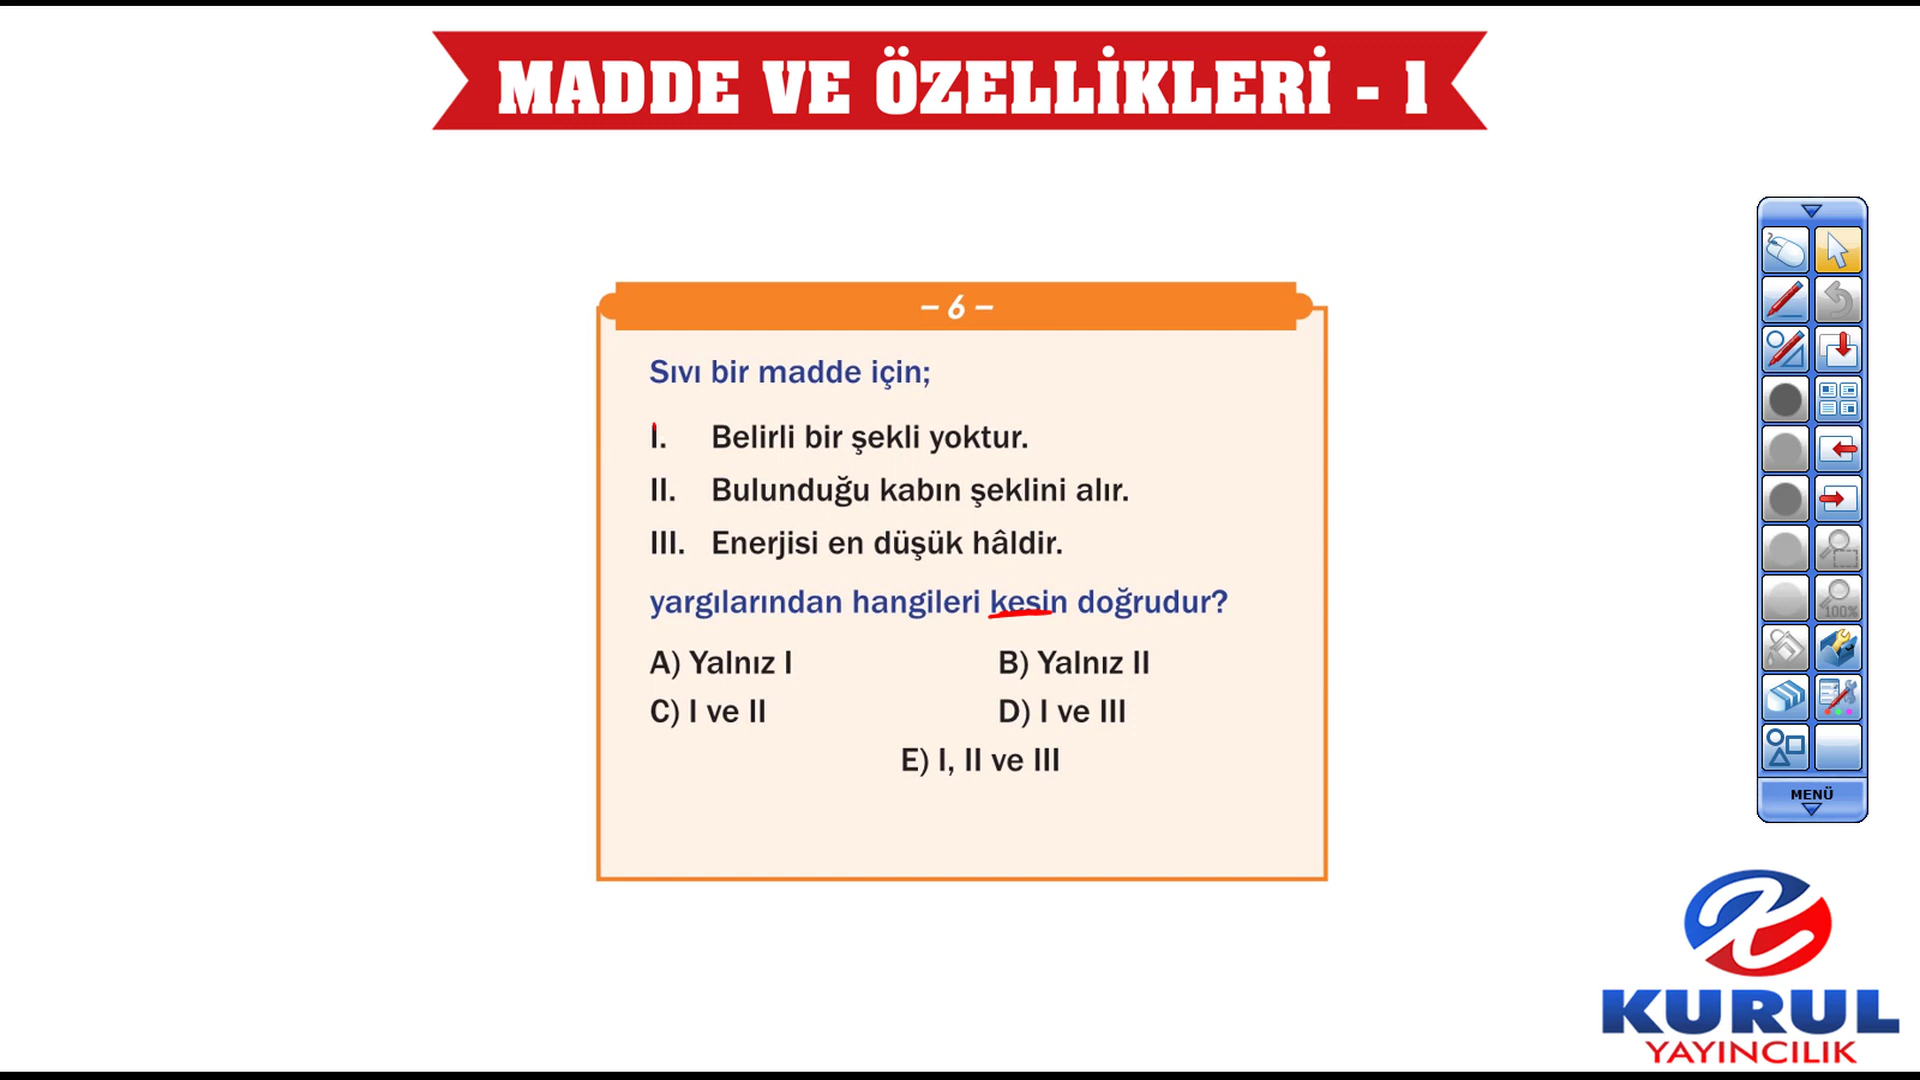 MADDE VE ÖZELLİKLERİ - 1
– 6 –
Sıvı bir madde için;
I. Belirli bir şekli yoktur.
II. Bulunduğu kabın şeklini alır.
III. Enerjisi en düşük hâldir.
yargılarından hangileri kesin doğrudur?
A) Yalnız I B) Yalnız II
C) I ve II D) I ve III
E) I, II ve III
100%
MENÜ
KURUL
YAYINCILIK